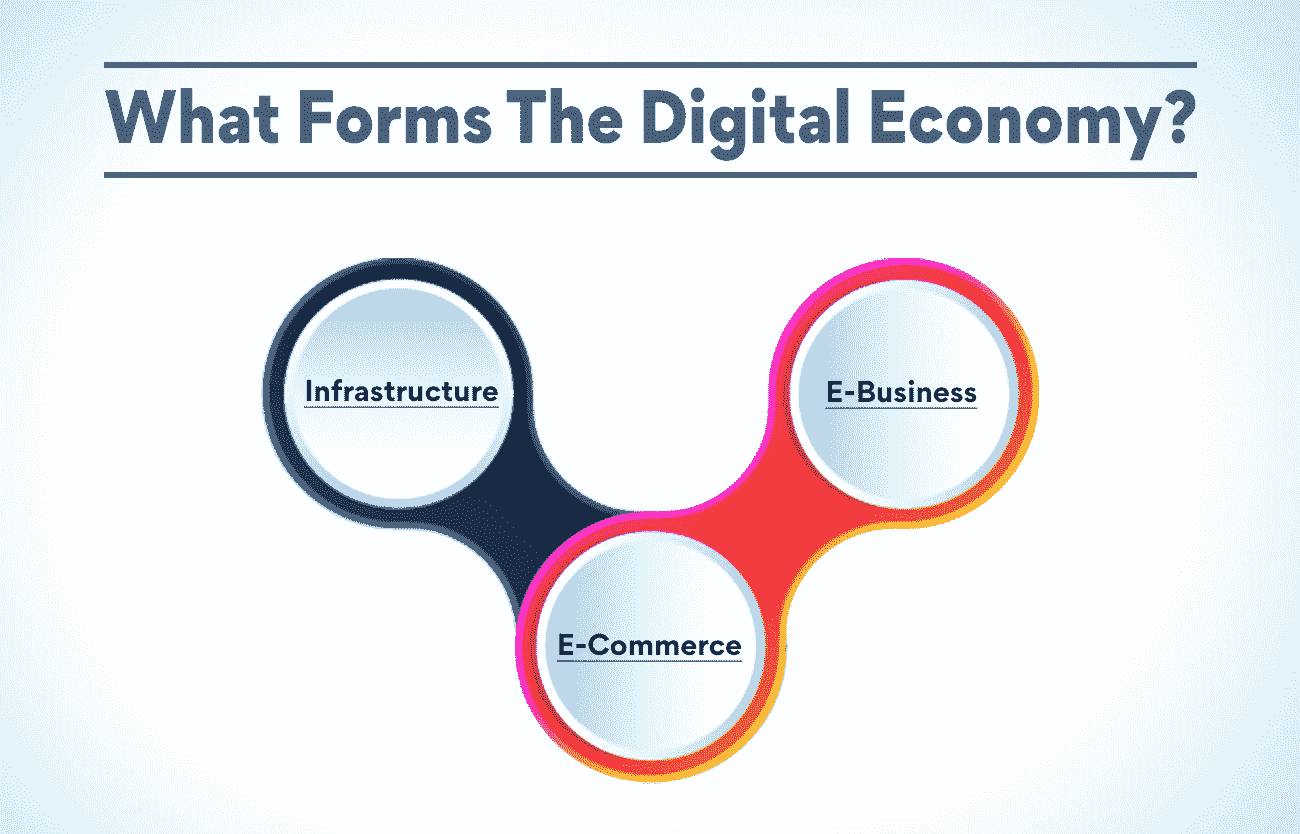 What Forms The Digital Economy?
Infrastructure
E-Business
E-Commerce